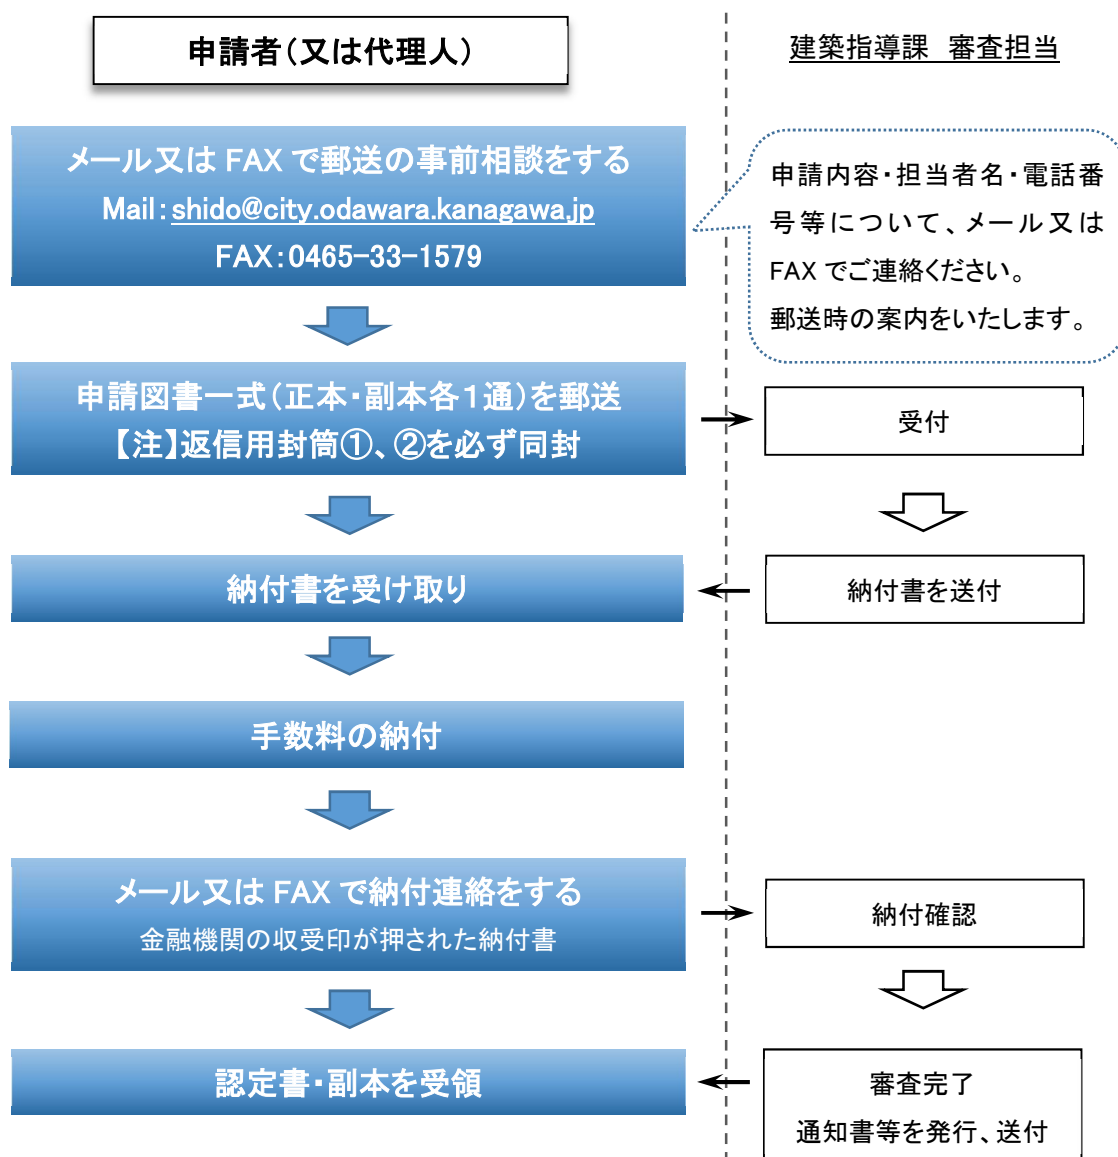 申請者（又は代理人）
建築指導課　審査担当
メール又は FAX で郵送の事前相談をする
Mail：shido@city.odawara.kanagawa.jp
FAX：0465-33-1579
申請内容・担当者名・電話番
号等について、メール又は
FAX でご連絡ください。
郵送時の案内をいたします。
申請図書一式（正本・副本各１通）を郵送
【注】返信用封筒①、②を必ず同封
受付
納付書を受け取り
納付書を送付
手数料の納付
メール又は FAX で納付連絡をする
金融機関の収受印が押された納付書
納付確認
認定書・副本を受領
審査完了
通知書等を発行、送付